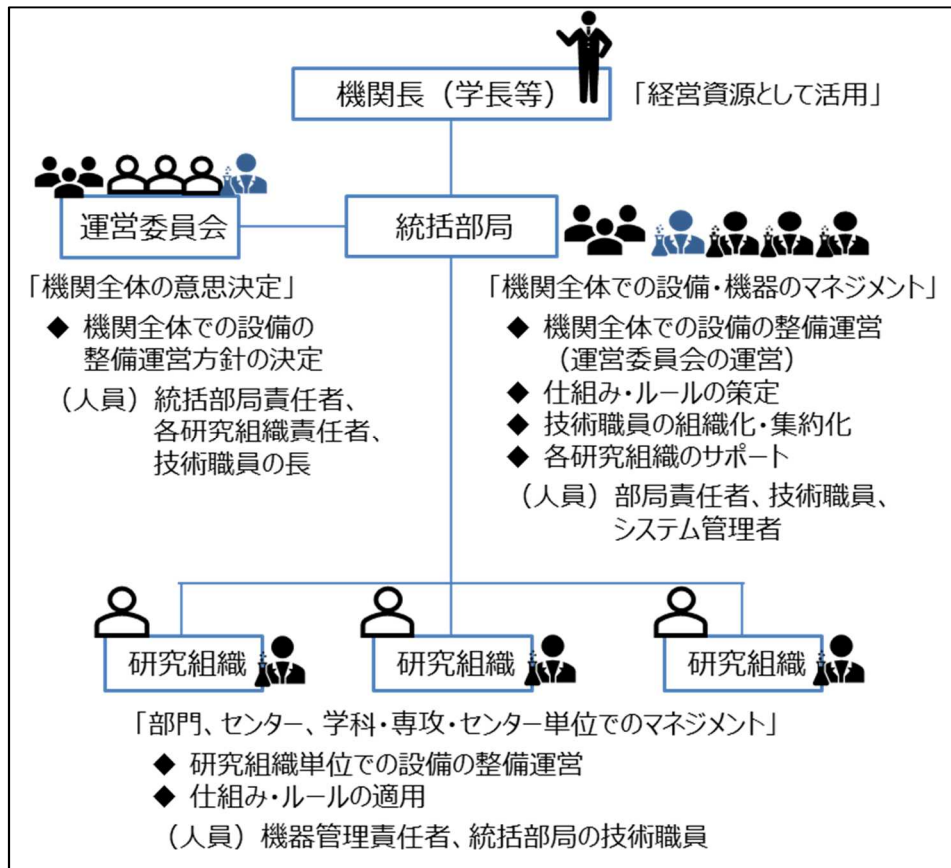 機関長（学長等）
「経営資源として活用」
運営委員会
統括部局
「機関全体の意思決定」
◆ 機関全体での設備の
整備運営方針の決定
（人員）統括部局責任者、
各研究組織責任者、
技術職員の長
「機関全体での設備・機器のマネジメント」
◆ 機関全体での設備の整備運営
（運営委員会の運営）
◆ 仕組み・ルールの策定
◆ 技術職員の組織化・集約化
◆ 各研究組織のサポート
（人員）部局責任者、技術職員、
システム管理者
研究組織
研究組織
研究組織
「部門、センター、学科・専攻・センター単位でのマネジメント」
◆ 研究組織単位での設備の整備運営
◆ 仕組み・ルールの適用
（人員）機器管理責任者、統括部局の技術職員